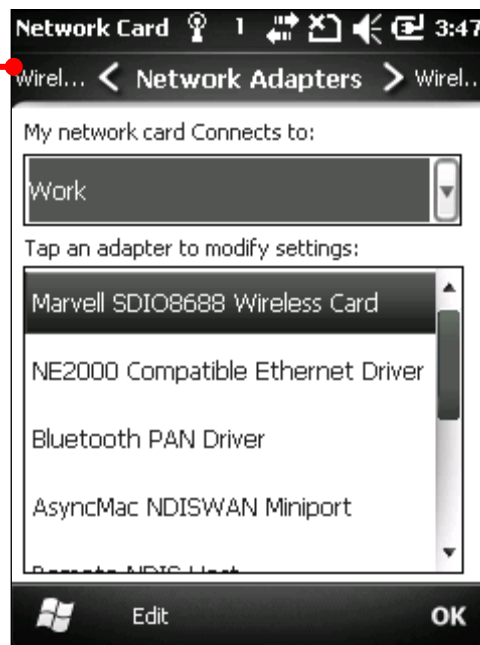 Network Card 1 3:47
Wirel... Network Adapters Wirel..
My network card Connects to:
Work
Tap an adapter to modify settings:
Marvell SDIO8688 Wireless Card
NE2000 Compatible Ethernet Driver
Bluetooth PAN Driver
AsyncMac NDISWAN Miniport
Edit OK